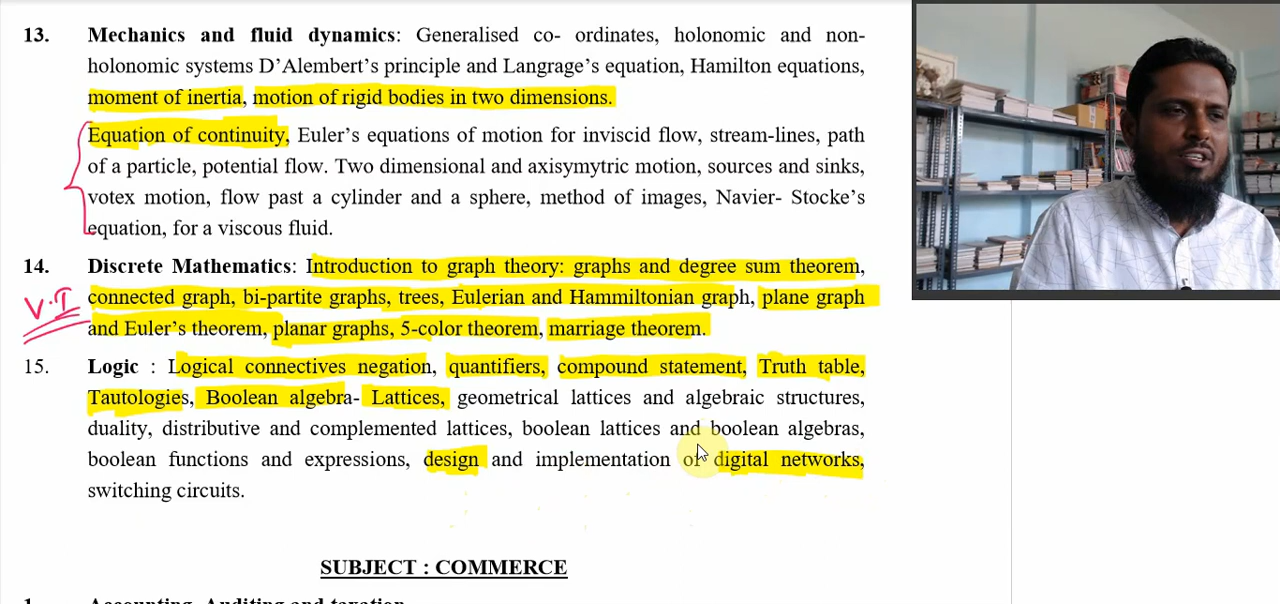 13. Mechanics and fluid dynamics: Generalised co- ordinates, holonomic and non-
holonomic systems D’Alembert’s principle and Langrage’s equation, Hamilton equations,
moment of inertia, motion of rigid bodies in two dimensions.
Equation of continuity, Euler’s equations of motion for inviscid flow, stream-lines, path
of a particle, potential flow. Two dimensional and axisymytric motion, sources and sinks,
votex motion, flow past a cylinder and a sphere, method of images, Navier- Stocke’s
equation, for a viscous fluid.
14. Discrete Mathematics: Introduction to graph theory: graphs and degree sum theorem,
V.I connected graph, bi-partite graphs, trees, Eulerian and Hammiltonian graph, plane graph
and Euler’s theorem, planar graphs, 5-color theorem, marriage theorem.
15. Logic : Logical connectives negation, quantifiers, compound statement, Truth table,
Tautologies, Boolean algebra- Lattices, geometrical lattices and algebraic structures,
duality, distributive and complemented lattices, boolean lattices and boolean algebras,
boolean functions and expressions, design and implementation of digital networks,
switching circuits.
SUBJECT : COMMERCE
1. Accounting, Auditing and taxation